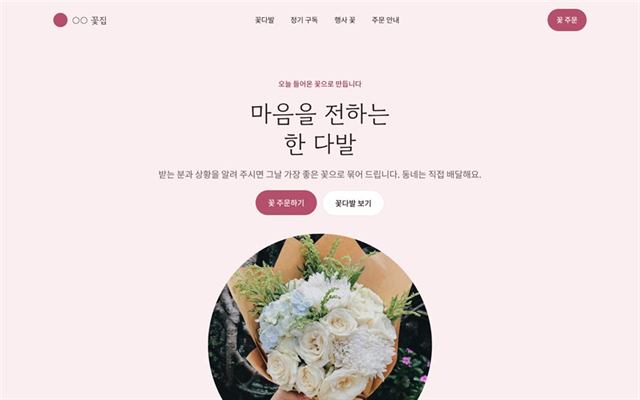 ○○ 꽃집
꽃다발 정기 구독 행사 꽃 주문 안내
꽃 주문
오늘 들어온 꽃으로 만듭니다
마음을 전하는
한 다발
받는 분과 상황을 알려 주시면 그날 가장 좋은 꽃으로 묶어 드립니다. 동네는 직접 배달해요.
꽃 주문하기 꽃다발 보기